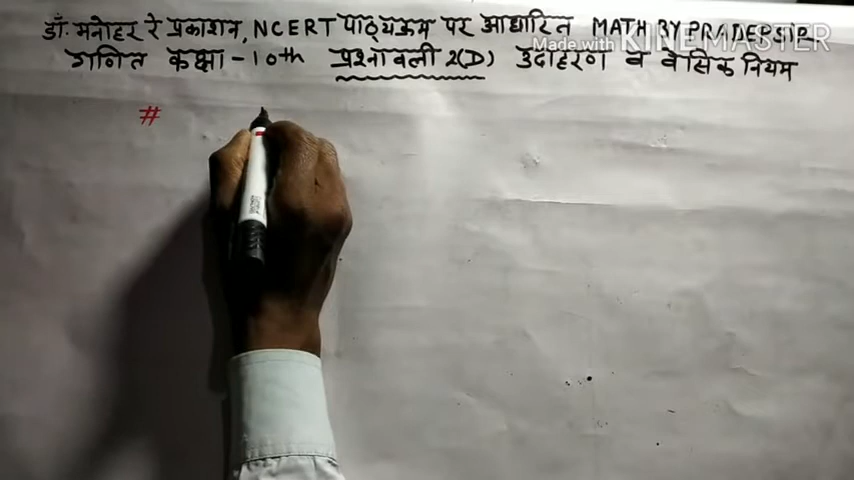 डॉ. मनोहर रे प्रकाशन, NCERT पाठ्यक्रम पर आधारित MATH BY PRADEEP SIR
Made with KINEMASTER
गणित कक्षा - 10th प्रश्नावली 2(D) उदाहरण व वेसिक नियम
#